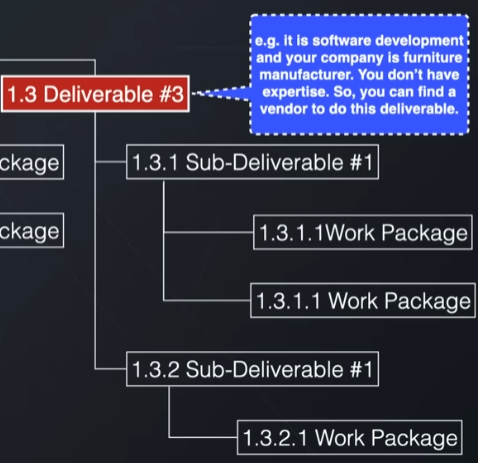 e.g. it is software development
and your company is furniture
manufacturer. You don't have
expertise. So, you can find a
vendor to do this deliverable.
1.3 Deliverable #3
ckage
1.3.1 Sub-Deliverable #1
ckage
1.3.1.1Work Package
1.3.1.1 Work Package
1.3.2 Sub-Deliverable #1
1.3.2.1 Work Package